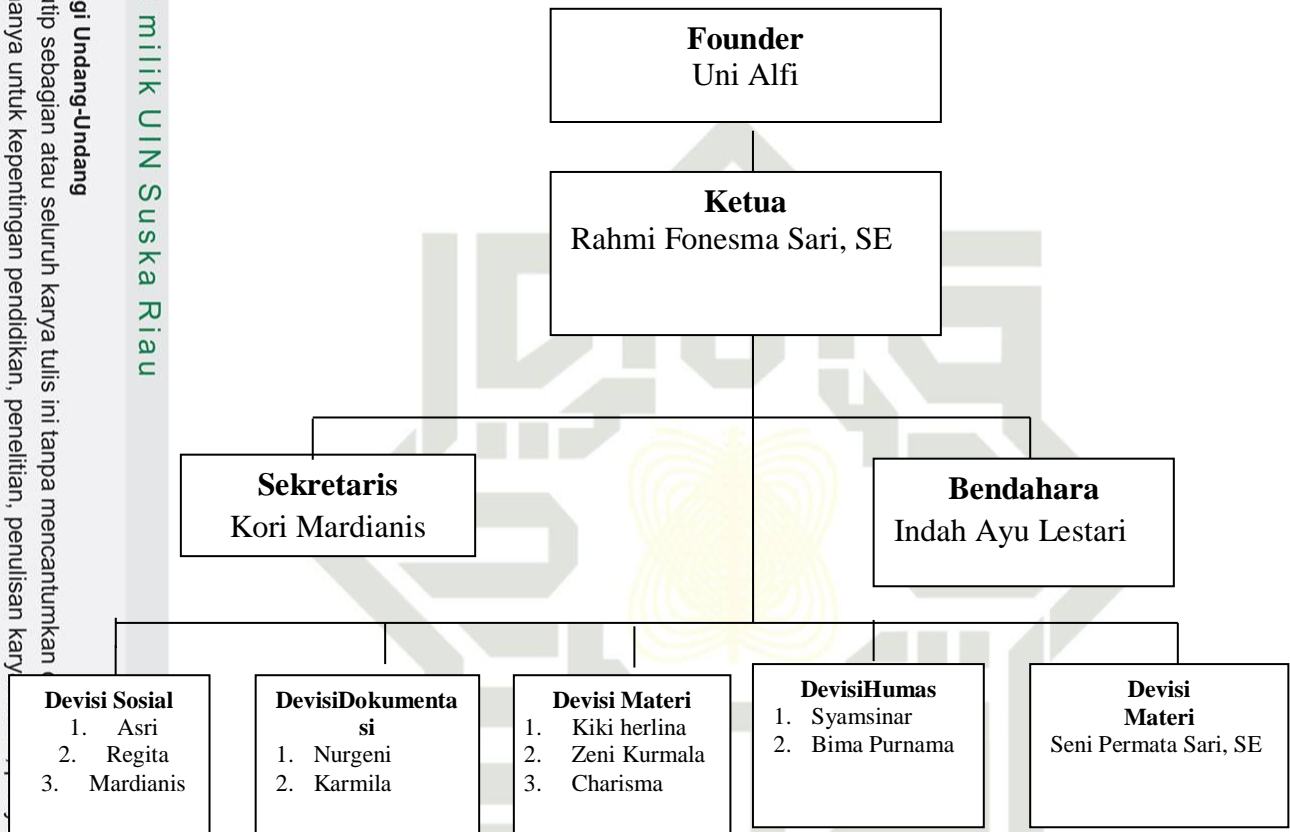 milik UIN Suska Riau
gi Undang-Undang
tip sebagian atau seluruh karya tulis ini tanpa mencantumkan
anya untuk kepentingan pendidikan, penelitian, penulisan kary
Founder
Uni Alfi
Ketua
Rahmi Fonesma Sari, SE
Sekretaris
Kori Mardianis
Bendahara
Indah Ayu Lestari
Devisi Sosial
1. Asri
2. Regita
3. Mardianis
DevisiDokumenta
si
1. Nurgeni
2. Karmila
Devisi Materi
1. Kiki herlina
2. Zeni Kurmala
3. Charisma
DevisiHumas
1. Syamsinar
2. Bima Purnama
Devisi
Materi
Seni Permata Sari, SE